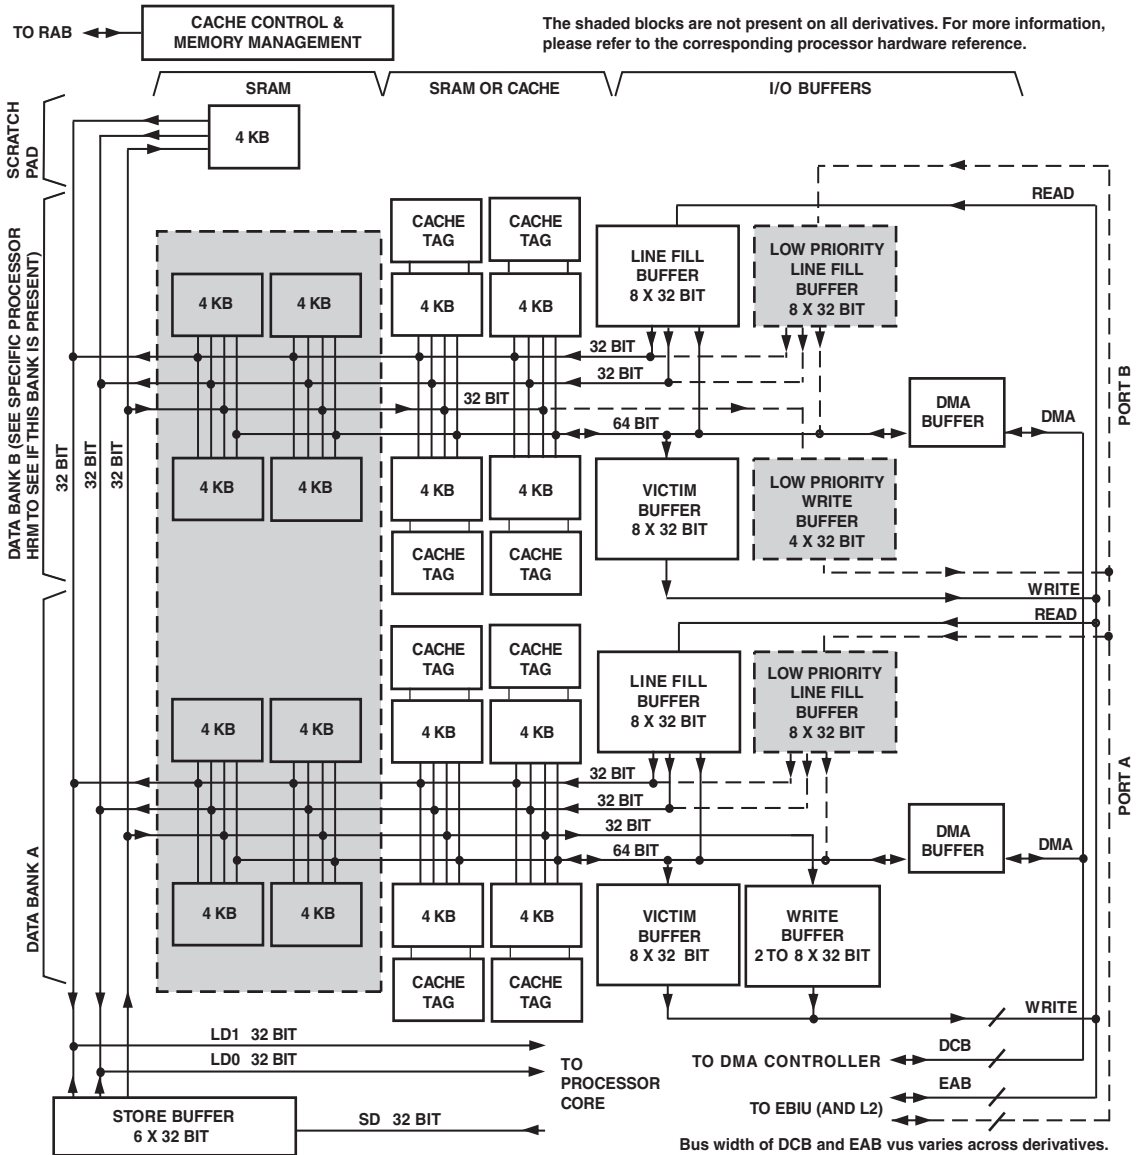 TO RAB
CACHE CONTROL &
MEMORY MANAGEMENT
The shaded blocks are not present on all derivatives. For more information,
please refer to the corresponding processor hardware reference.
SRAM
SRAM OR CACHE
I/O BUFFERS
SCRATCH
PAD
4 KB
DATA BANK B (SEE SPECIFIC PROCESSOR
HRM TO SEE IF THIS BANK IS PRESENT)
32 BIT
32 BIT
32 BIT
CACHE
TAG
CACHE
TAG
4 KB
4 KB
4 KB
4 KB
LINE FILL
BUFFER
8 X 32 BIT
LOW PRIORITY
LINE FILL
BUFFER
8 X 32 BIT
READ
32 BIT
32 BIT
32 BIT
64 BIT
DMA
BUFFER
DMA
PORT B
4 KB
4 KB
4 KB
4 KB
CACHE
TAG
CACHE
TAG
VICTIM
BUFFER
8 X 32 BIT
LOW PRIORITY
WRITE
BUFFER
4 X 32 BIT
WRITE
READ
DATA BANK A
CACHE
TAG
CACHE
TAG
4 KB
4 KB
4 KB
4 KB
LINE FILL
BUFFER
8 X 32 BIT
LOW PRIORITY
LINE FILL
BUFFER
8 X 32 BIT
32 BIT
32 BIT
32 BIT
64 BIT
DMA
BUFFER
DMA
PORT A
4 KB
4 KB
4 KB
4 KB
CACHE
TAG
CACHE
TAG
VICTIM
BUFFER
8 X 32 BIT
WRITE
BUFFER
2 TO 8 X 32 BIT
WRITE
LD1 32 BIT
LD0 32 BIT
TO
PROCESSOR
CORE
TO DMA CONTROLLER
DCB
EAB
TO EBIU (AND L2)
STORE BUFFER
6 X 32 BIT
SD 32 BIT
Bus width of DCB and EAB vus varies across derivatives.